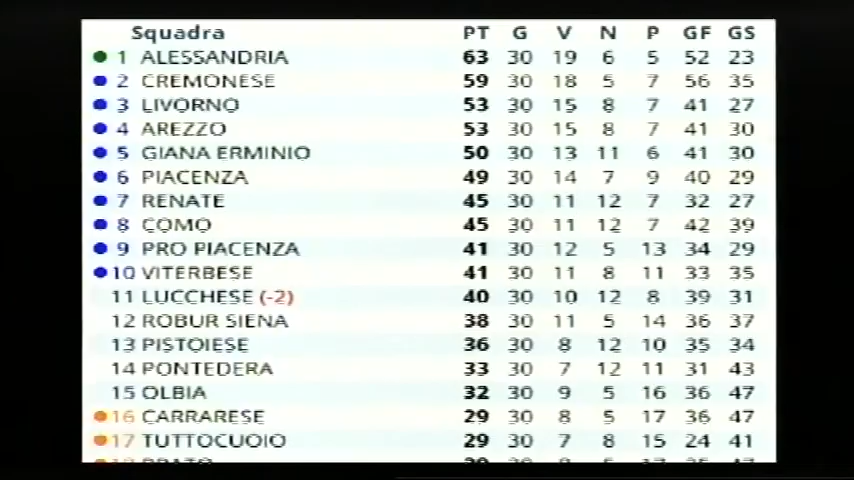 Squadra PT G V N P GF GS
1 ALESSANDRIA 63 30 19 6 5 52 23
2 CREMONESE 59 30 18 5 7 56 35
3 LIVORNO 53 30 15 8 7 41 27
4 AREZZO 53 30 15 8 7 41 30
5 GIANA ERMINIO 50 30 13 11 6 41 30
6 PIACENZA 49 30 14 7 9 40 29
7 RENATE 45 30 11 12 7 32 27
8 COMO 45 30 11 12 7 42 39
9 PRO PIACENZA 41 30 12 5 13 34 29
10 VITERBESE 41 30 11 8 11 33 35
11 LUCCHESE (-2) 40 30 10 12 8 39 31
12 ROBUR SIENA 38 30 11 5 14 36 37
13 PISTOIESE 36 30 8 12 10 35 34
14 PONTEDERA 33 30 7 12 11 31 43
15 OLBIA 32 30 9 5 16 36 47
16 CARRARESE 29 30 8 5 17 36 47
17 TUTTOCUOIO 29 30 7 8 15 24 41